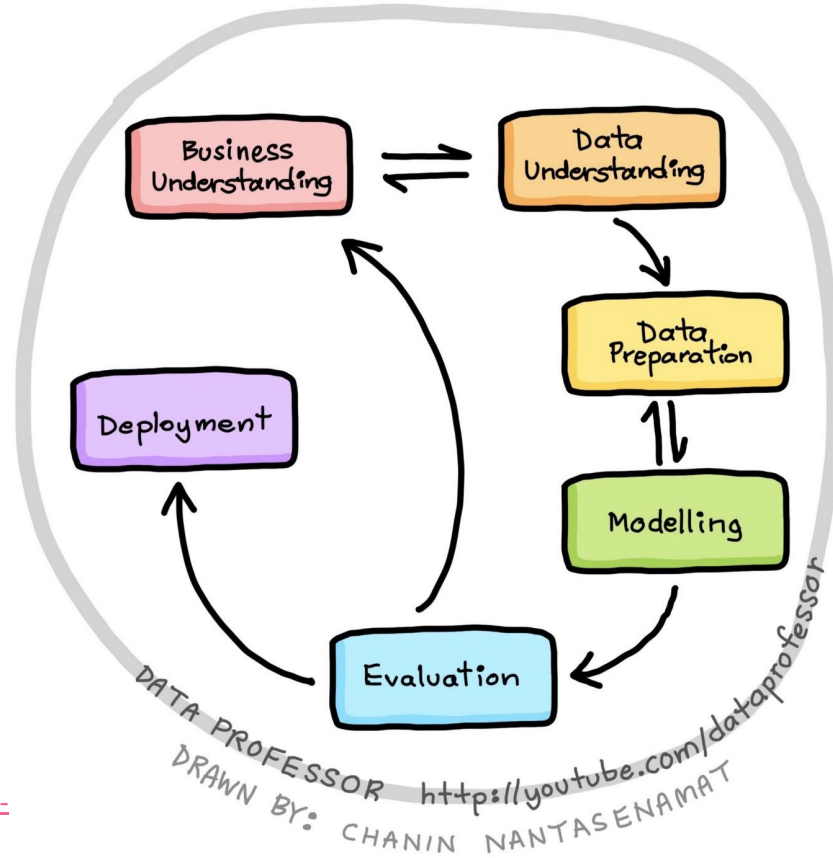 Business
Understanding
Data
Understanding
Data
Preparation
Deployment
Modelling
Evaluation
DATA PROFESSOR http://youtube.com/dataprofessor
DRAWN BY: CHANIN NANTASENAMAT